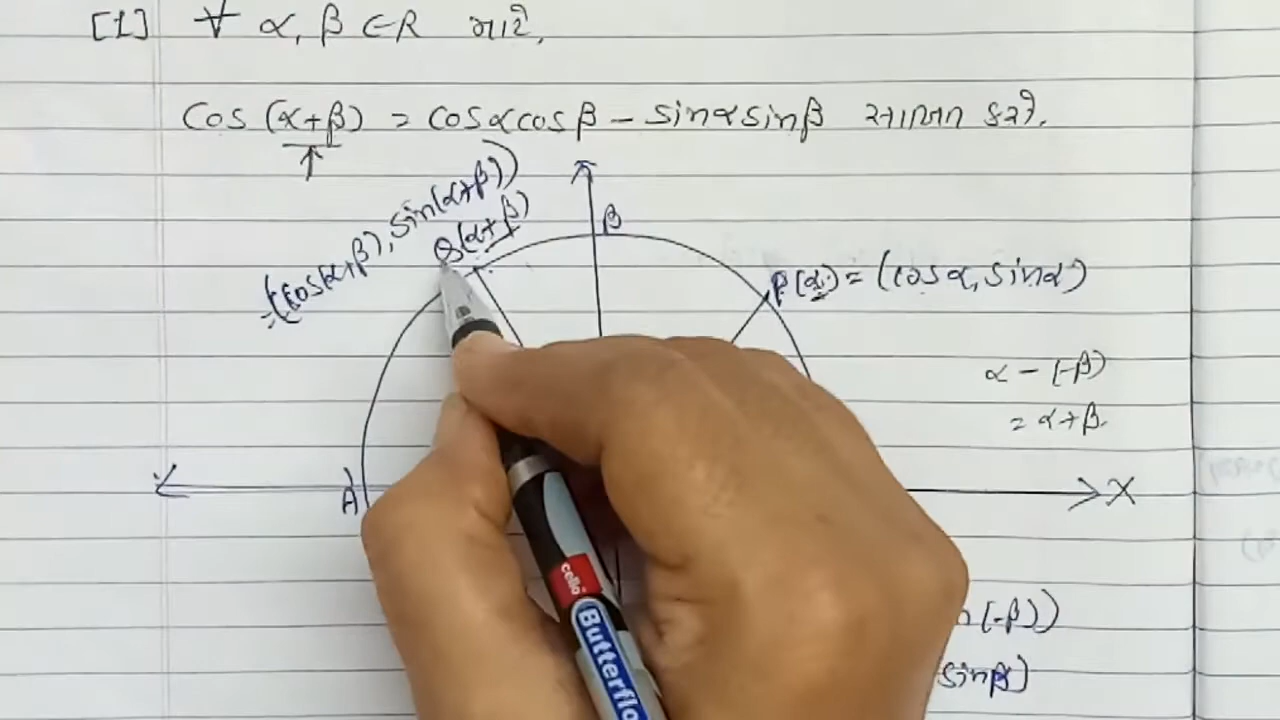 [1] ∀ α, β ∈ R માટે,
cos (α+β) = cosα cosβ - sinα sinβ સાબિત કરો.
↑
(cos(α+β), sin(α+β))
Q(α+β)
B
P(α) = (cosα, sinα)
α - (-β)
= α+β
A
X
(-β))
sinβ)
cello
Butterflo